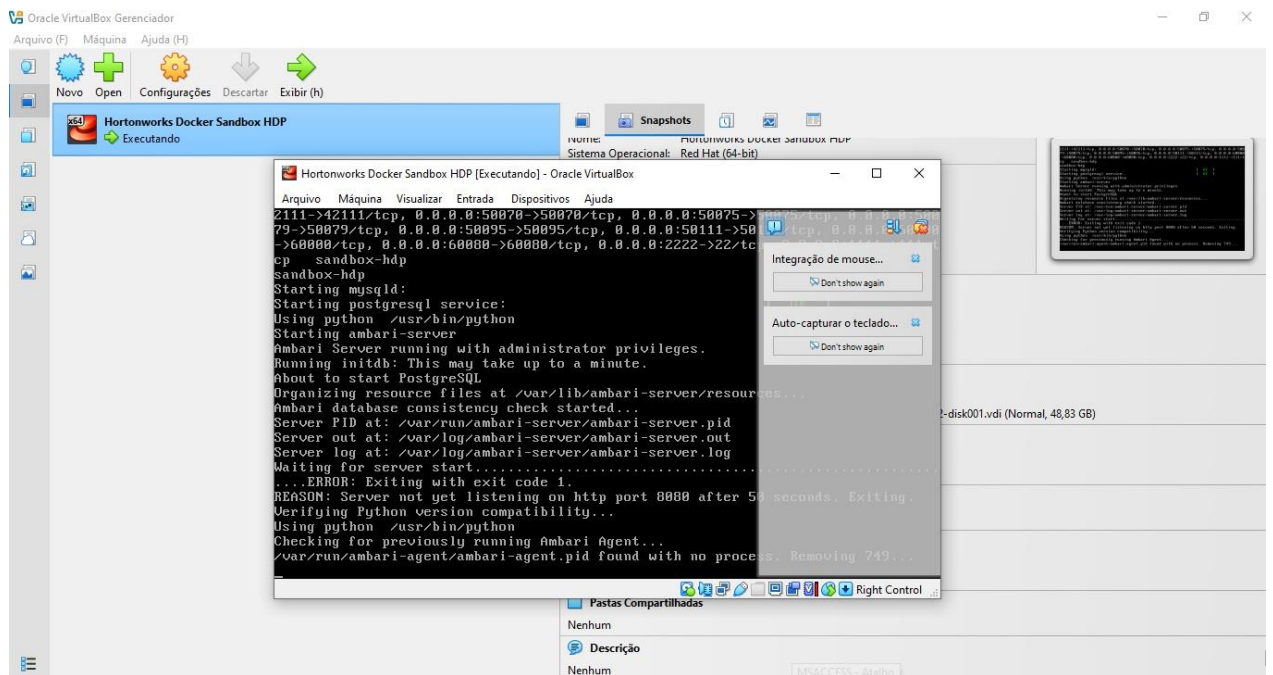 Oracle VirtualBox Gerenciador
Arquivo (F) Máquina Ajuda (H)
Novo Open Configurações Descartar Exibir (h)
Hortonworks Docker Sandbox HDP
Executando
Snapshots
Nome: Hortonworks Docker Sandbox HDP
Sistema Operacional: Red Hat (64-bit)
Hortonworks Docker Sandbox HDP [Executando] - Oracle VirtualBox
Arquivo Máquina Visualizar Entrada Dispositivos Ajuda
2111->42111/tcp, 0.0.0.0:50070->50070/tcp, 0.0.0.0:50075->50075/tcp, 0.0.0.0:500
79->50079/tcp, 0.0.0.0:50095->50095/tcp, 0.0.0.0:50111->501
->60000/tcp, 0.0.0.0:60080->60080/tcp, 0.0.0.0:2222->22/tc
cp sandbox-hdp
sandbox-hdp
Starting mysqld:
Starting postgresql service:
Using python /usr/bin/python
Starting ambari-server
Ambari Server running with administrator privileges.
Running initdb: This may take up to a minute.
About to start PostgreSQL
Organizing resource files at /var/lib/ambari-server/resources...
Ambari database consistency check started...
Server PID at: /var/run/ambari-server/ambari-server.pid
Server out at: /var/log/ambari-server/ambari-server.out
Server log at: /var/log/ambari-server/ambari-server.log
Waiting for server start..................................................
....ERROR: Exiting with exit code 1.
REASON: Server not yet listening on http port 8080 after 50 seconds. Exiting.
Verifying Python version compatibility...
Using python /usr/bin/python
Checking for previously running Ambari Agent...
/var/run/ambari-agent/ambari-agent.pid found with no process. Removing 749...
Integração de mouse...
Don't show again
Auto-capturar o teclado...
Don't show again
Right Control
2-disk001.vdi (Normal, 48,83 GB)
Pastas Compartilhadas
Nenhum
Descrição
Nenhum
MSACCESS - Atalho